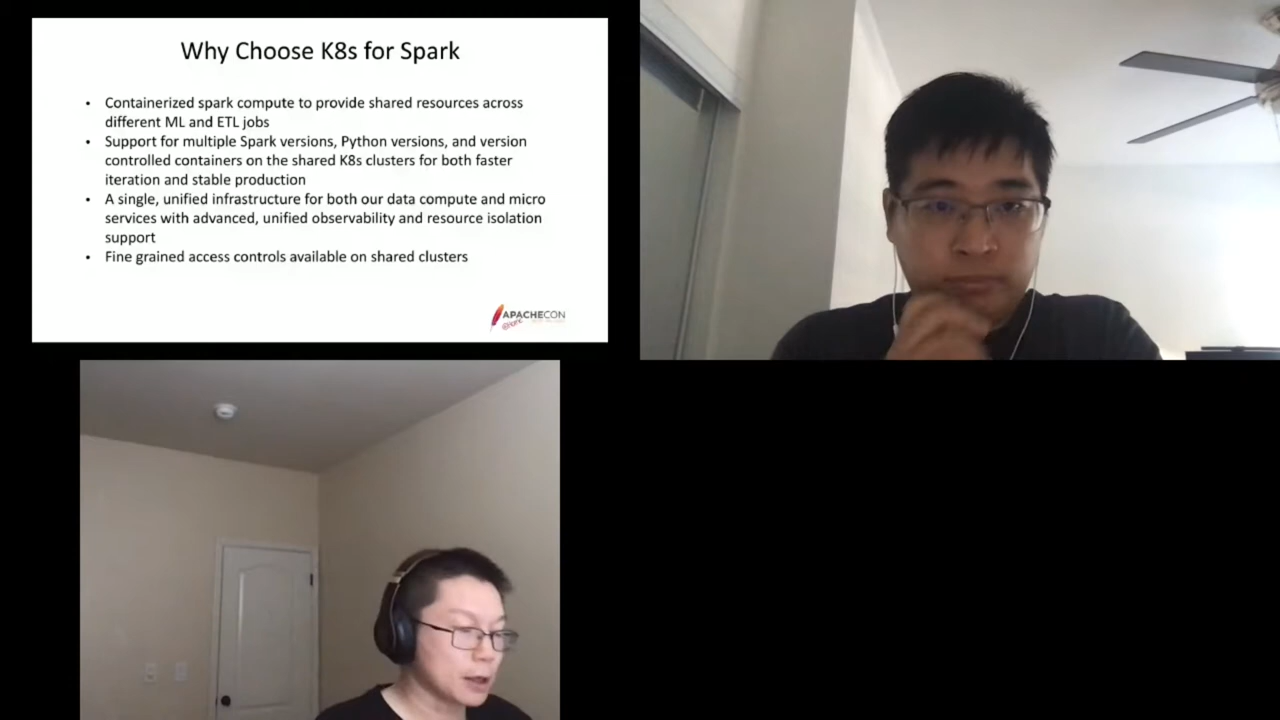 Why Choose K8s for Spark
• Containerized spark compute to provide shared resources across
different ML and ETL jobs
• Support for multiple Spark versions, Python versions, and version
controlled containers on the shared K8s clusters for both faster
iteration and stable production
• A single, unified infrastructure for both our data compute and micro
services with advanced, unified observability and resource isolation
support
• Fine grained access controls available on shared clusters
APACHECON